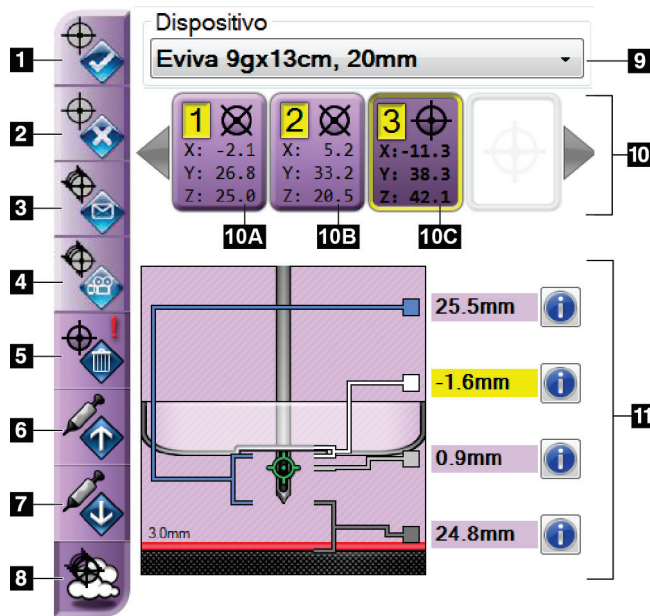 Dispositivo
Eviva 9gx13cm, 20mm
1
2
3
4
5
6
7
8
9
1
X: -2.1
Y: 26.8
Z: 25.0
2
X: 5.2
Y: 33.2
Z: 20.5
3
X:-11.3
Y: 38.3
Z: 42.1
10
10A
10B
10C
!
25.5mm
i
-1.6mm
i
0.9mm
i
24.8mm
i
3.0mm
11